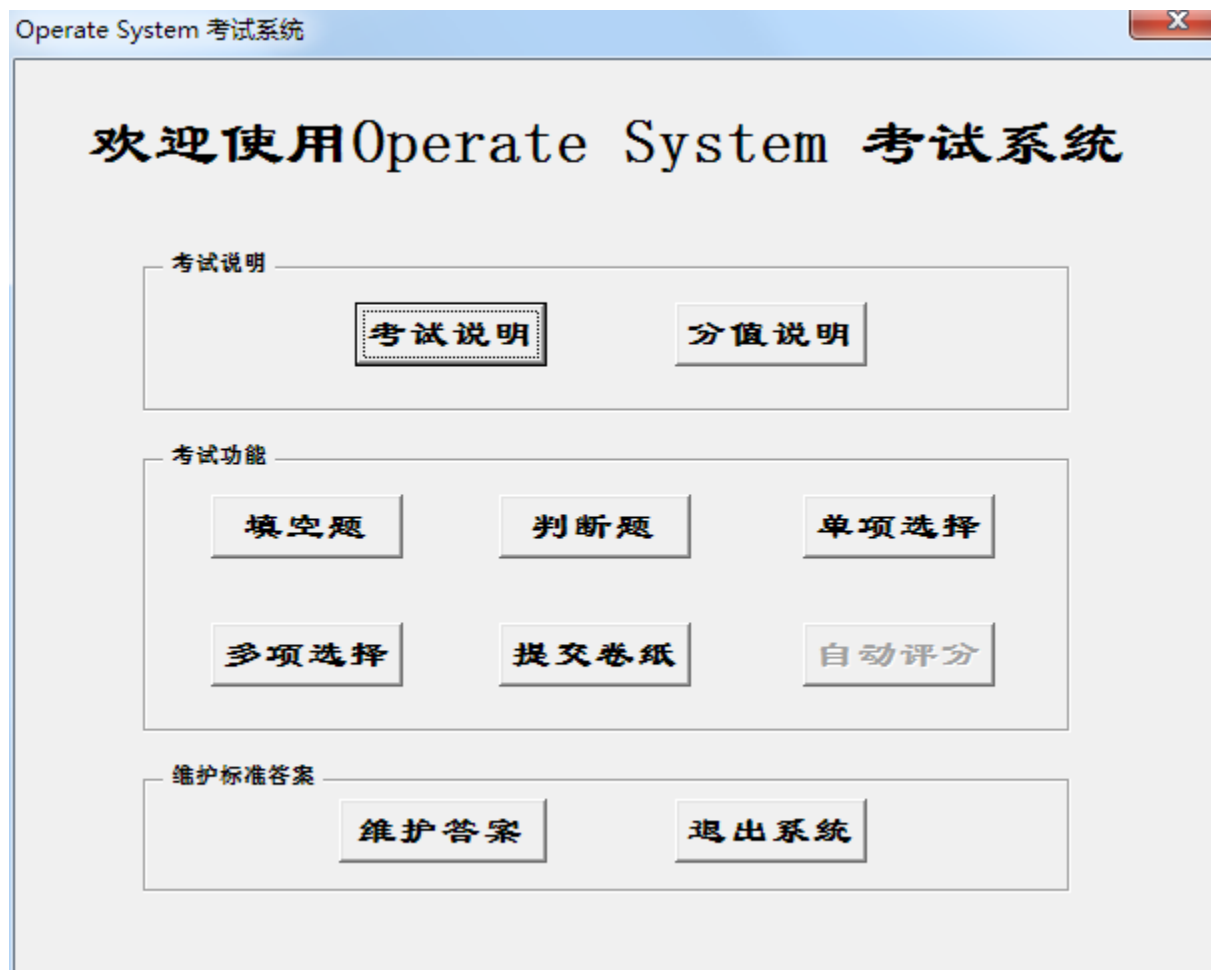 Operate System 考试系统
欢迎使用Operate System 考试系统
考试说明
考试说明 分值说明
考试功能
填空题 判断题 单项选择
多项选择 提交卷纸 自动评分
维护标准答案
维护答案 退出系统